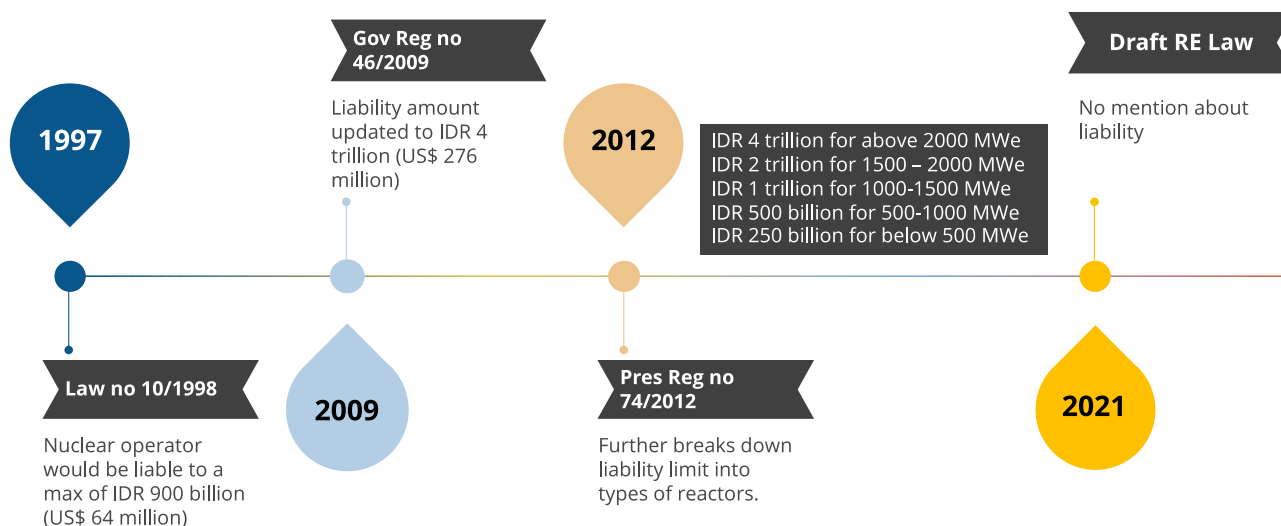 1997
Law no 10/1998
Nuclear operator
would be liable to a
max of IDR 900 billion
(US$ 64 million)
Gov Reg no
46/2009
Liability amount
updated to IDR 4
trillion (US$ 276
million)
2009
2012
IDR 4 trillion for above 2000 MWe
IDR 2 trillion for 1500 – 2000 MWe
IDR 1 trillion for 1000-1500 MWe
IDR 500 billion for 500-1000 MWe
IDR 250 billion for below 500 MWe
Pres Reg no
74/2012
Further breaks down
liability limit into
types of reactors.
Draft RE Law
No mention about
liability
2021